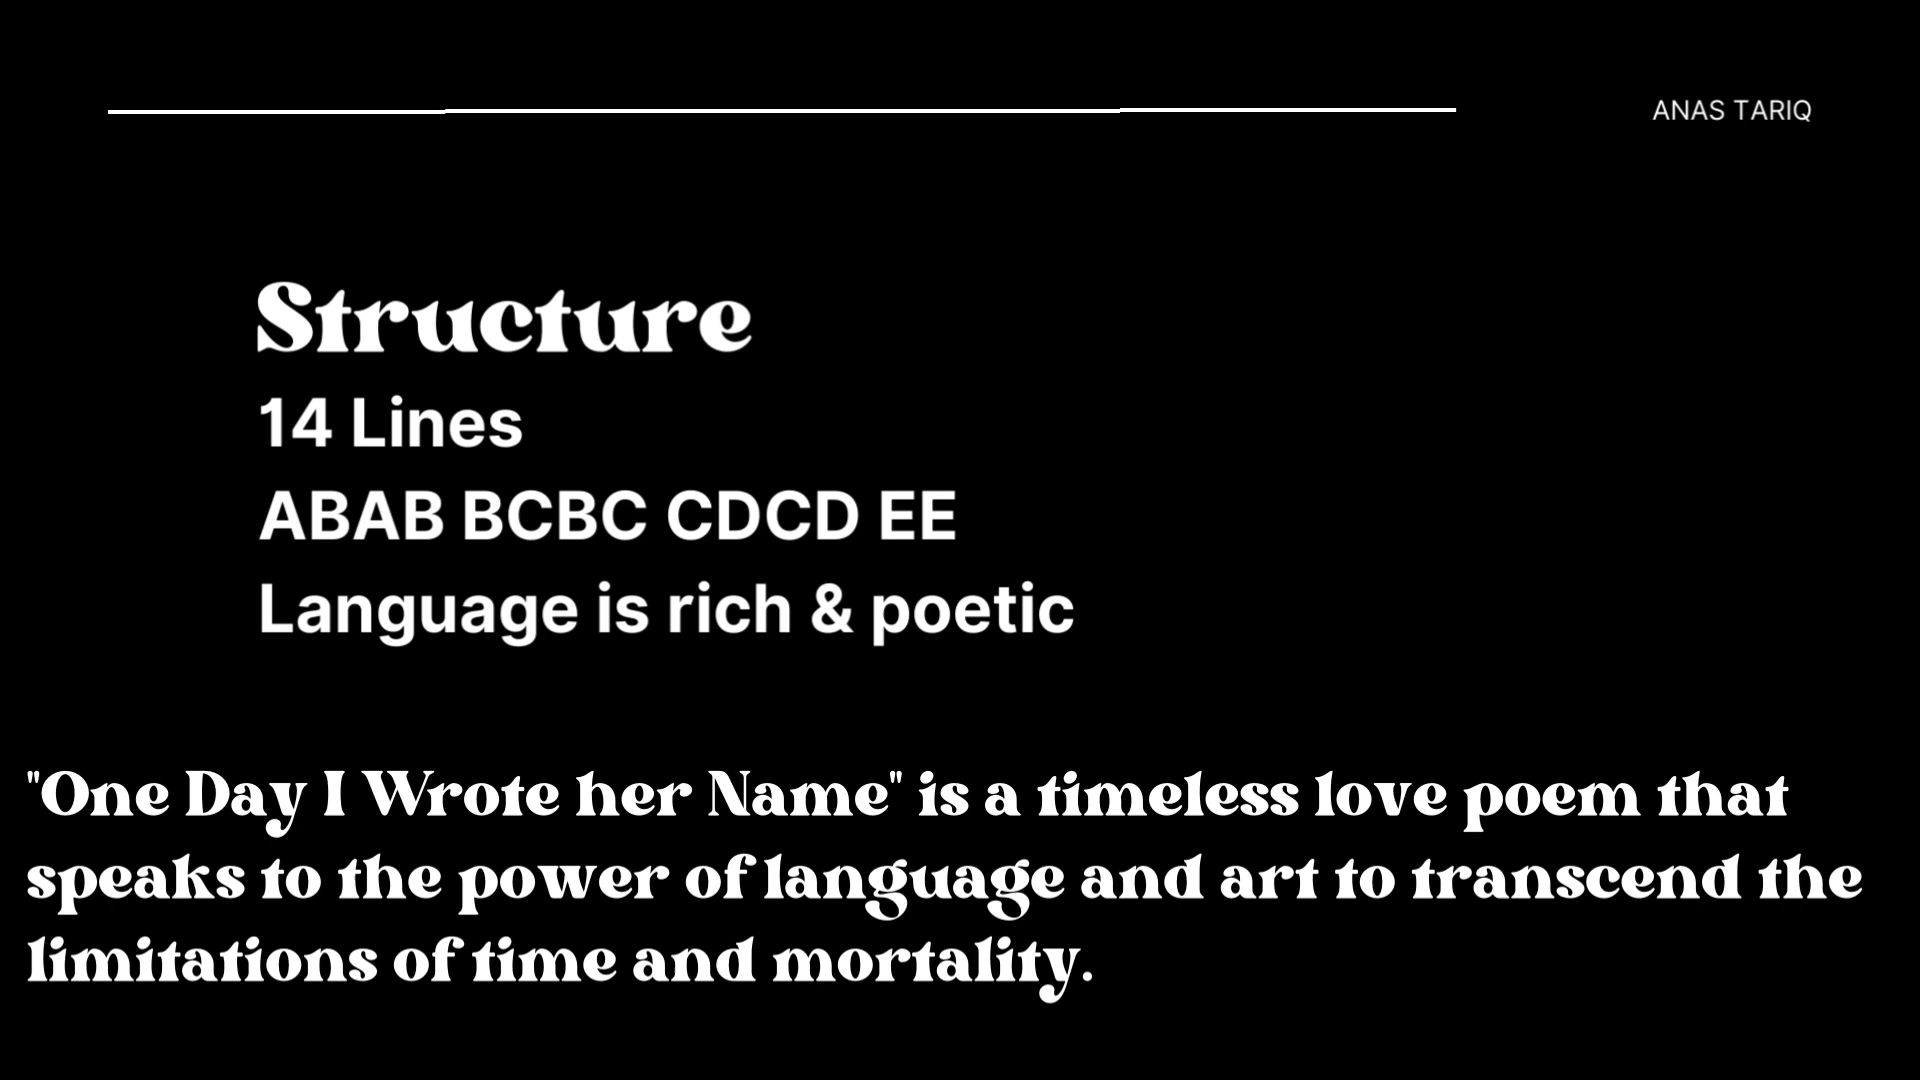 ANAS TARIQ
Structure
14 Lines
ABAB BCBC CDCD EE
Language is rich & poetic
"One Day I Wrote her Name" is a timeless love poem that
speaks to the power of language and art to transcend the
limitations of time and mortality.